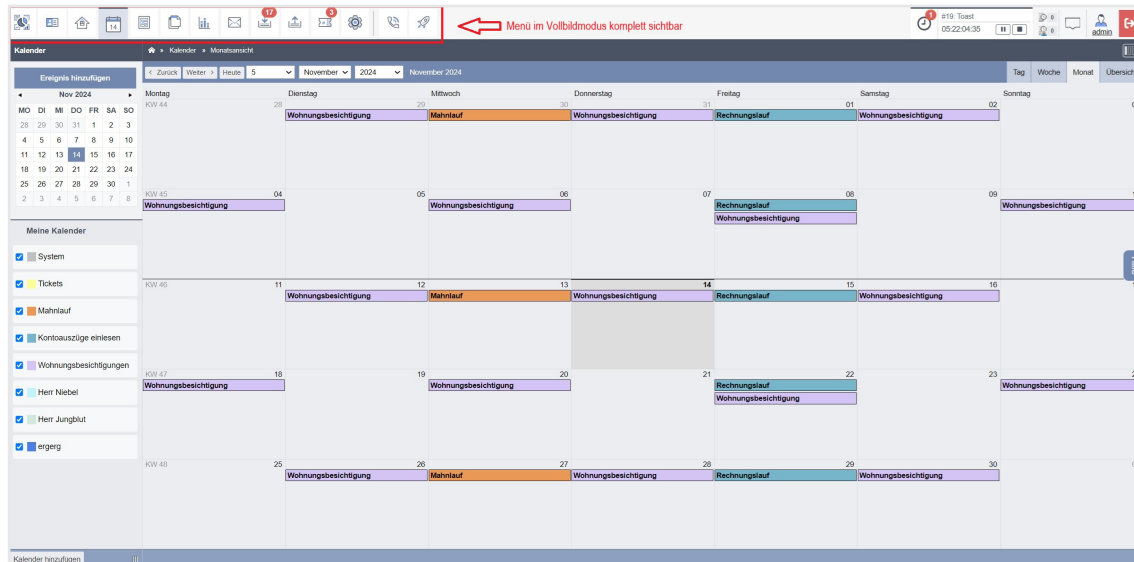 14
17
3
Menü im Vollbildmodus komplett sichtbar
1
#19: Toast
05:22:04:35
admin
Kalender
» Kalender » Monatsansicht
Ereignis hinzufügen
Zurück Weiter Heute 5 November 2024 November 2024
Tag Woche Monat Übersich
Nov 2024
MO DI MI DO FR SA SO
28 29 30 31 1 2 3
4 5 6 7 8 9 10
11 12 13 14 15 16 17
18 19 20 21 22 23 24
25 26 27 28 29 30 1
2 3 4 5 6 7 8
Meine Kalender
System
Tickets
Mahnlauf
Kontoauszüge einlesen
Wohnungsbesichtigungen
Herr Niebel
Herr Jungblut
ergerg
Kalender hinzufügen
Montag Dienstag Mittwoch Donnerstag Freitag Samstag Sonntag
KW 44 28 29 30 31 01 02
Wohnungsbesichtigung Mahnlauf Wohnungsbesichtigung Rechnungslauf Wohnungsbesichtigung
KW 45 04 05 06 07 08 09
Wohnungsbesichtigung Wohnungsbesichtigung Rechnungslauf Wohnungsbesichtigung
Wohnungsbesichtigung
KW 46 11 12 13 14 15 16
Wohnungsbesichtigung Mahnlauf Wohnungsbesichtigung Rechnungslauf Wohnungsbesichtigung
KW 47 18 19 20 21 22 23
Wohnungsbesichtigung Wohnungsbesichtigung Rechnungslauf Wohnungsbesichtigung
Wohnungsbesichtigung
KW 48 25 26 27 28 29 30
Wohnungsbesichtigung Mahnlauf Wohnungsbesichtigung Rechnungslauf Wohnungsbesichtigung